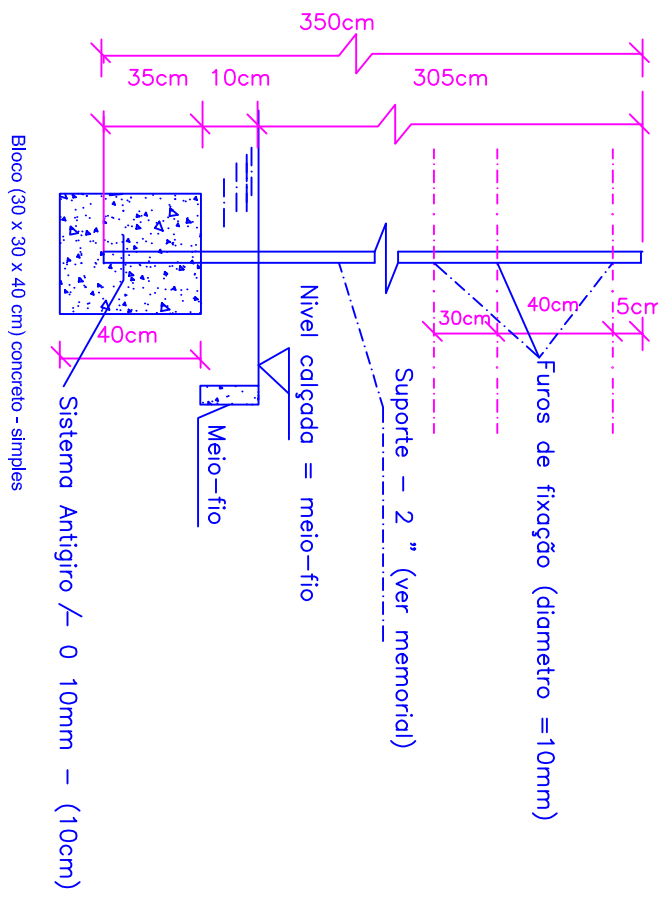 350cm
35cm 10cm 305cm
30cm 40cm 5cm
40cm
Furos de fixação (diametro =10mm)
Suporte - 2 " (ver memorial)
Nivel calçada = meio-fio
Meio-fio
Sistema Antigiro /- 0 10mm - (10cm)
Bloco (30 x 30 x 40 cm) concreto - simples